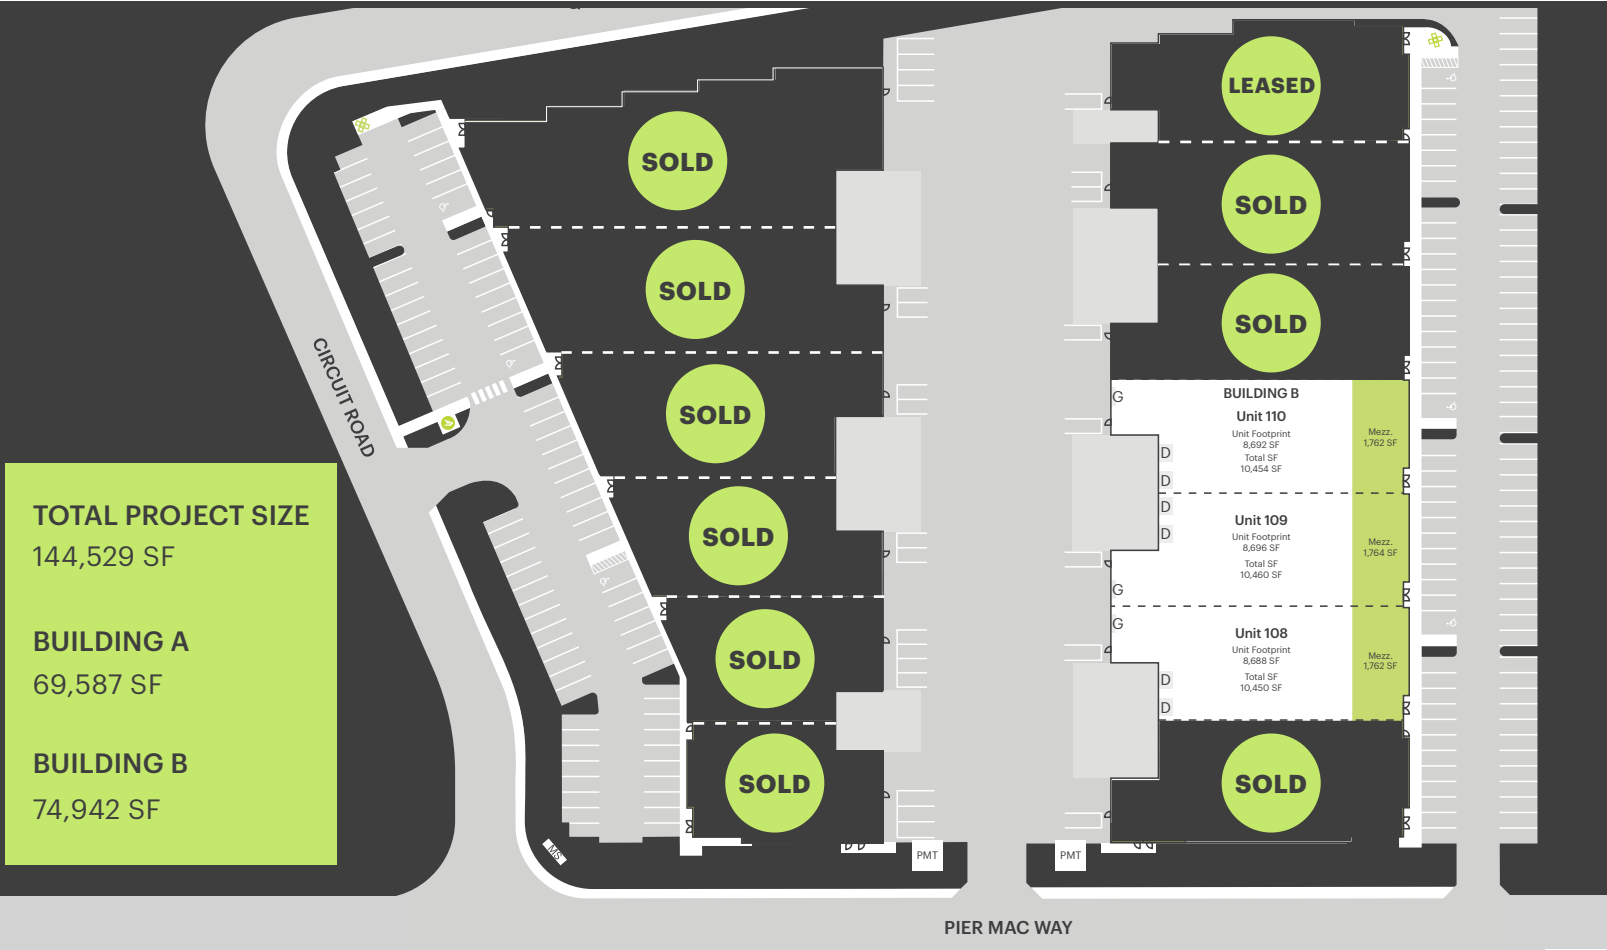 TOTAL PROJECT SIZE
144,529 SF
BUILDING A
69,587 SF
BUILDING B
74,942 SF
CIRCUIT ROAD
SOLD
SOLD
SOLD
SOLD
SOLD
SOLD
MS
PMT
LEASED
SOLD
SOLD
BUILDING B
G
Unit 110
Unit Footprint
8,692 SF
Total SF
10,454 SF
D
D
Mezz.
1,762 SF
D
D
Unit 109
Unit Footprint
8,696 SF
Total SF
10,460 SF
G
Mezz.
1,764 SF
G
Unit 108
Unit Footprint
8,688 SF
Total SF
10,450 SF
D
D
Mezz.
1,762 SF
SOLD
PMT
PIER MAC WAY